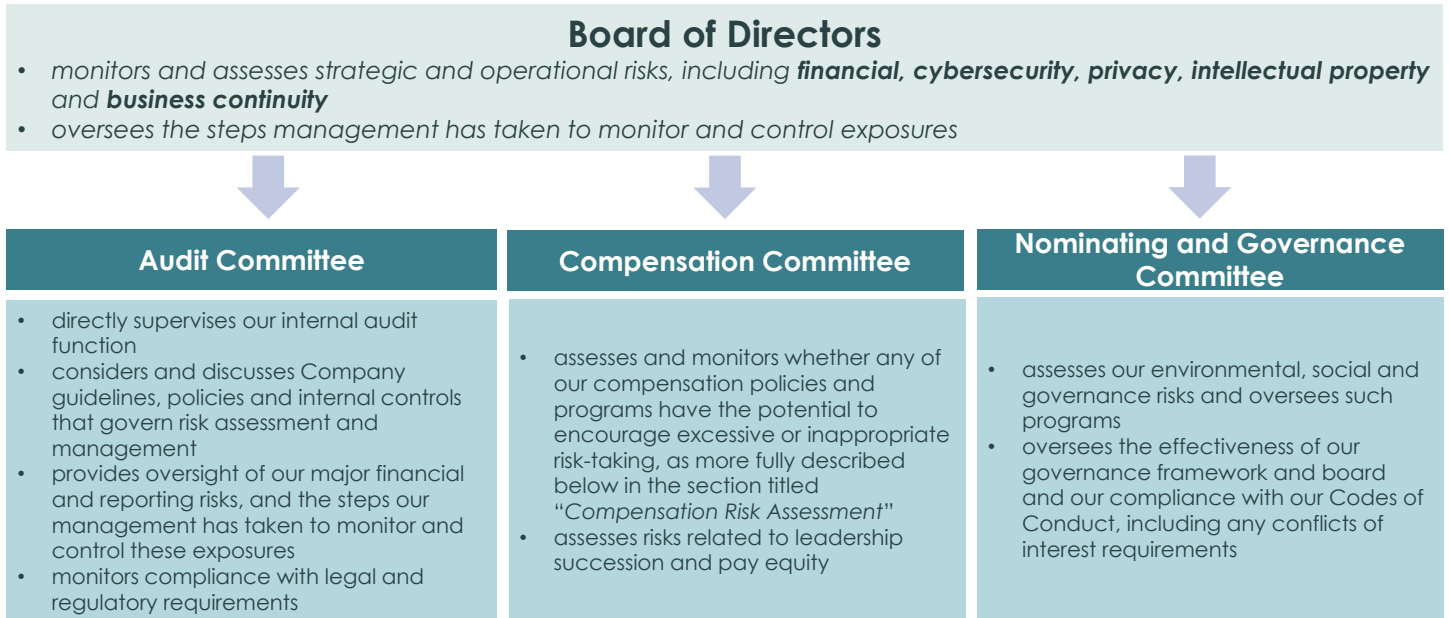 Board of Directors
• monitors and assesses strategic and operational risks, including financial, cybersecurity, privacy, intellectual property
and business continuity
• oversees the steps management has taken to monitor and control exposures
Audit Committee
• directly supervises our internal audit
function
• considers and discusses Company
guidelines, policies and internal controls
that govern risk assessment and
management
• provides oversight of our major financial
and reporting risks, and the steps our
management has taken to monitor and
control these exposures
• monitors compliance with legal and
regulatory requirements
Compensation Committee
• assesses and monitors whether any of
our compensation policies and
programs have the potential to
encourage excessive or inappropriate
risk-taking, as more fully described
below in the section titled
“Compensation Risk Assessment”
• assesses risks related to leadership
succession and pay equity
Nominating and Governance
Committee
• assesses our environmental, social and
governance risks and oversees such
programs
• oversees the effectiveness of our
governance framework and board
and our compliance with our Codes of
Conduct, including any conflicts of
interest requirements